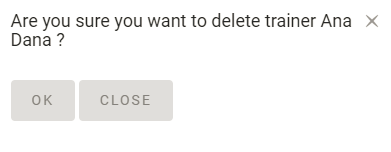 Are you sure you want to delete trainer Ana
Dana ?
OK CLOSE